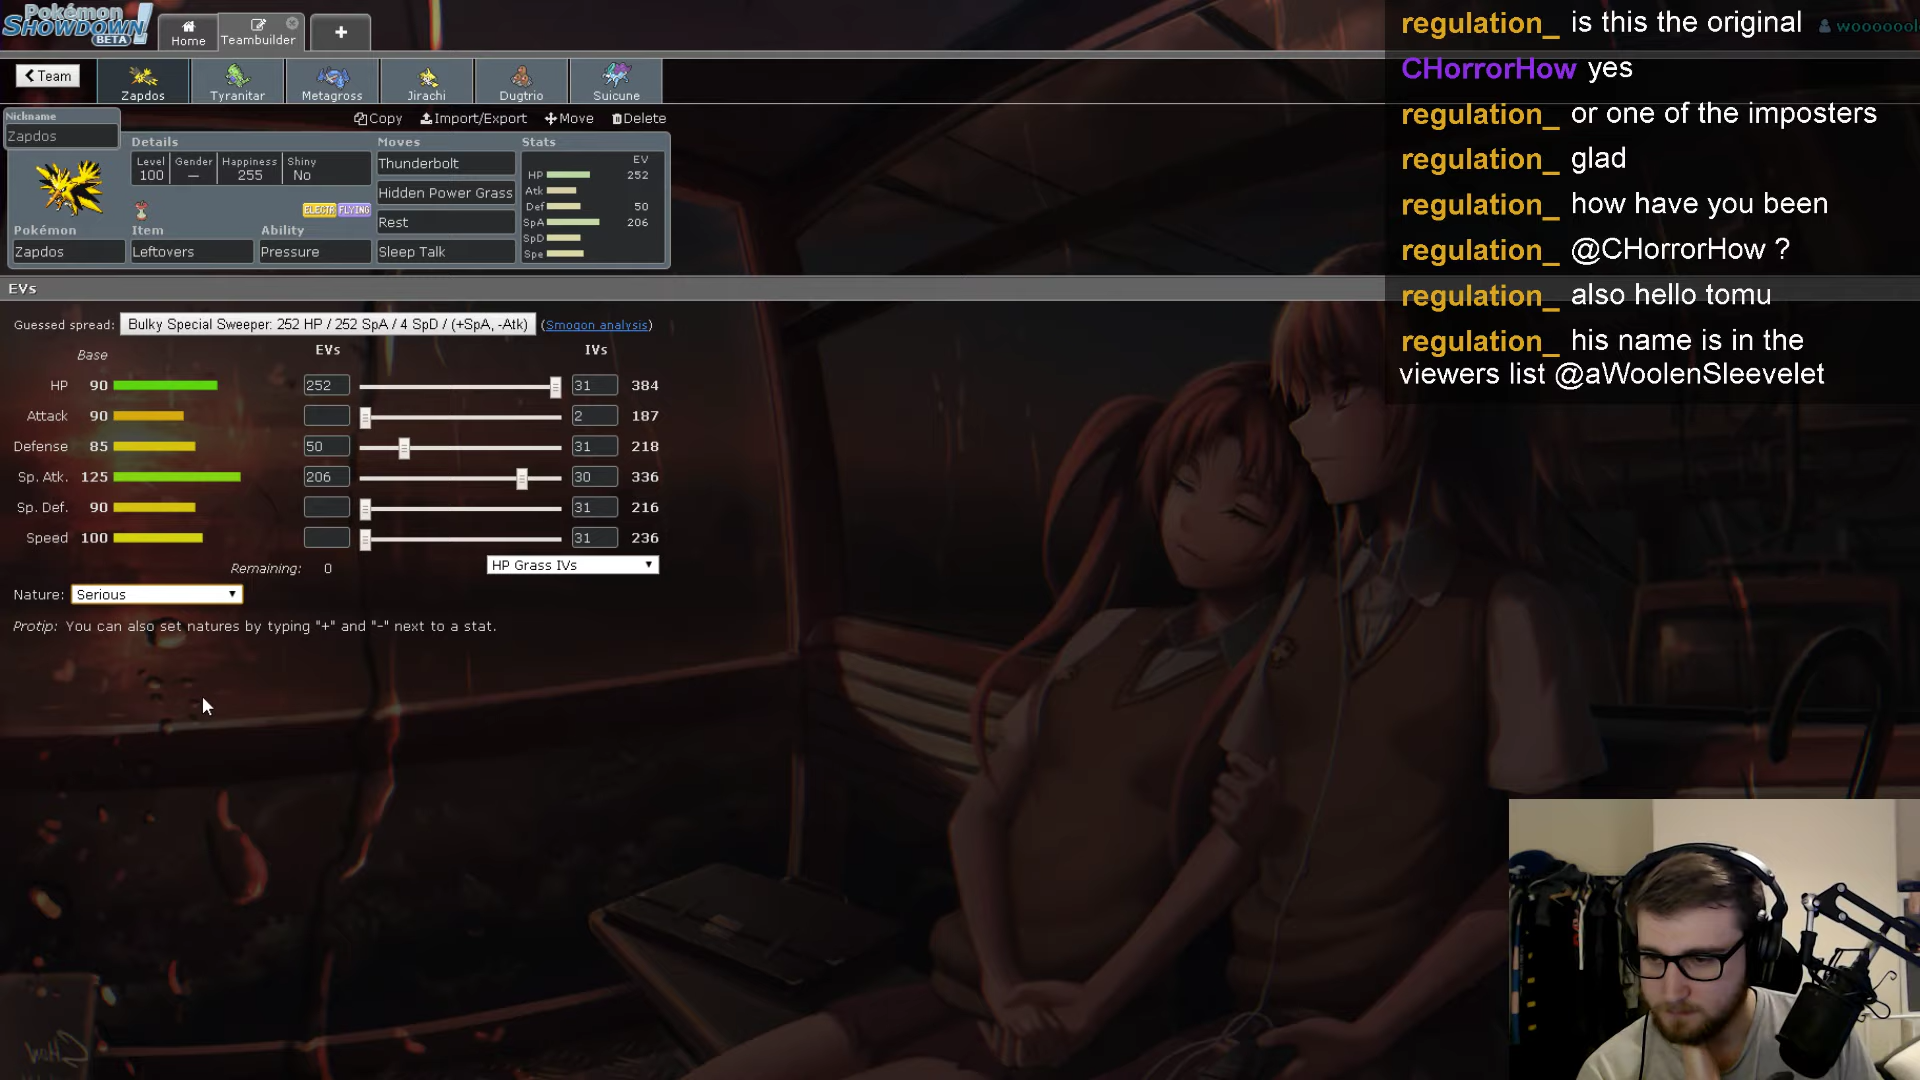 Pokémon
SHOWDOWN!
BETA
Home
Teambuilder
+
regulation_ is this the original
CHorrorHow yes
regulation_ or one of the imposters
regulation_ glad
regulation_ how have you been
regulation_ @CHorrorHow ?
regulation_ also hello tomu
regulation_ his name is in the
viewers list @aWoolenSleevelet
Team
Zapdos
Tyranitar
Metagross
Jirachi
Dugtrio
Suicune
Copy
Import/Export
Move
Delete
Nickname
Zapdos
Details
Level
100
Gender
—
Happiness
255
Shiny
No
ELECTR FLYING
Pokémon
Zapdos
Item
Leftovers
Ability
Pressure
Moves
Thunderbolt
Hidden Power Grass
Rest
Sleep Talk
Stats
EV
HP 252
Atk
Def 50
SpA 206
SpD
Spe
EVs
Guessed spread: Bulky Special Sweeper: 252 HP / 252 SpA / 4 SpD / (+SpA, -Atk) (Smogon analysis)
Base EVs IVs
HP 90 252 31 384
Attack 90 2 187
Defense 85 50 31 218
Sp. Atk. 125 206 30 336
Sp. Def. 90 31 216
Speed 100 31 236
Remaining: 0
HP Grass IVs
Nature: Serious
Protip: You can also set natures by typing "+" and "-" next to a stat.